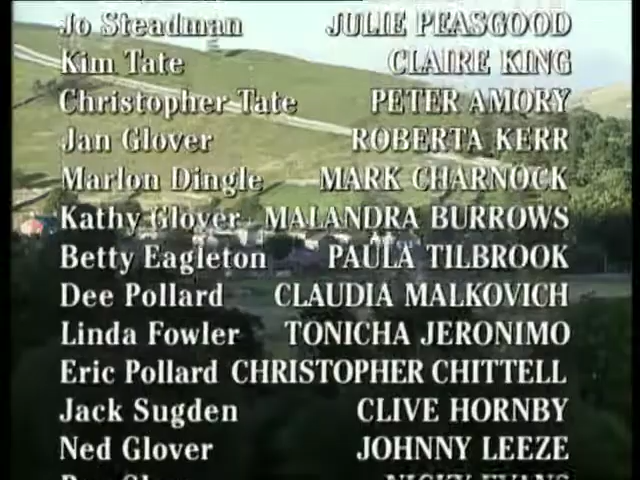 Jo Steadman JULIE PEASGOOD
Kim Tate CLAIRE KING
Christopher Tate PETER AMORY
Jan Glover ROBERTA KERR
Marlon Dingle MARK CHARNOCK
Kathy Glover MALANDRA BURROWS
Betty Eagleton PAULA TILBROOK
Dee Pollard CLAUDIA MALKOVICH
Linda Fowler TONICHA JERONIMO
Eric Pollard CHRISTOPHER CHITTELL
Jack Sugden CLIVE HORNBY
Ned Glover JOHNNY LEEZE
NICKY EVANS